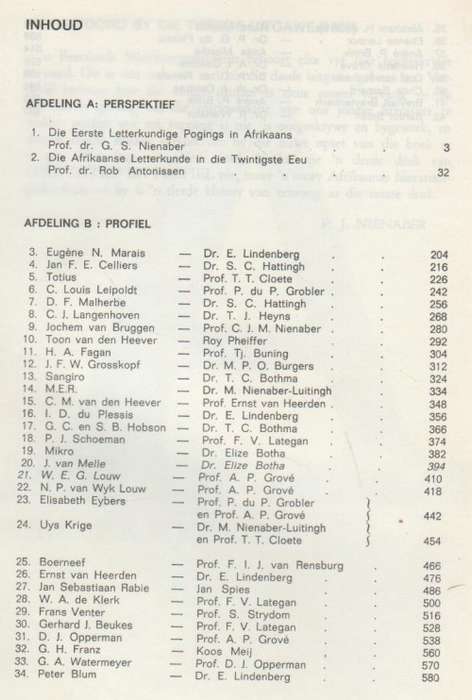 INHOUD
AFDELING A: PERSPEKTIEF
1. Die Eerste Letterkundige Pogings in Afrikaans
Prof. dr. G. S. Nienaber . . . 3
2. Die Afrikaanse Letterkunde in die Twintigste Eeu
Prof. dr. Rob Antonissen . . . 32
AFDELING B : PROFIEL
3. Eugène N. Marais — Dr. E. Lindenberg . . 204
4. Jan F. E. Celliers — Dr. S. C. Hattingh . . 216
5. Totius — Prof. T. T. Cloete . . 226
6. C. Louis Leipoldt — Prof. P. du P. Grobler . . 242
7. D. F. Malherbe — Dr. S. C. Hattingh . . 256
8. C. J. Langenhoven — Dr. T. J. Heyns . . 268
9. Jochem van Bruggen — Prof. C. J. M. Nienaber . . 280
10. Toon van den Heever — Roy Pheiffer . . 292
11. H. A. Fagan — Prof. Tj. Buning . . 304
12. J. F. W. Grosskopf — Dr. M. P. O. Burgers . . 312
13. Sangiro — Dr. T. C. Bothma . . 324
14. M.E.R. — Dr. M. Nienaber-Luitingh . . 334
15. C. M. van den Heever — Prof. Ernst van Heerden . . 348
16. I. D. du Plessis — Dr. E. Lindenberg . . 356
17. G. C. en S. B. Hobson — Dr. T. C. Bothma . . 366
18. P. J. Schoeman — Prof. F. V. Lategan . . 374
19. Mikro — Dr. Elize Botha . . 382
20. J. van Melle — Dr. Elize Botha . . 394
21. W. E. G. Louw — Prof. A. P. Grové . . 410
22. N. P. van Wyk Louw — Prof. A. P. Grové . . 418
23. Elisabeth Eybers — Prof. P. du P. Grobler
en Prof. A. P. Grové 442
24. Uys Krige — Dr. M. Nienaber-Luitingh
en Prof. T. T. Cloete 454
25. Boerneef — Prof. F. I. J. van Rensburg . 466
26. Ernst van Heerden — Dr. E. Lindenberg . . 476
27. Jan Sebastiaan Rabie — Jan Spies . . 486
28. W. A. de Klerk — Prof. F. V. Lategan . . 500
29. Frans Venter — Prof. S. Strydom . . 516
30. Gerhard J. Beukes — Prof. F. V. Lategan . . 528
31. D. J. Opperman — Prof. A. P. Grové . . 538
32. G. H. Franz — Koos Meij . . 560
33. G. A. Watermeyer — Prof. D. J. Opperman . . 570
34. Peter Blum — Dr. E. Lindenberg . . 580